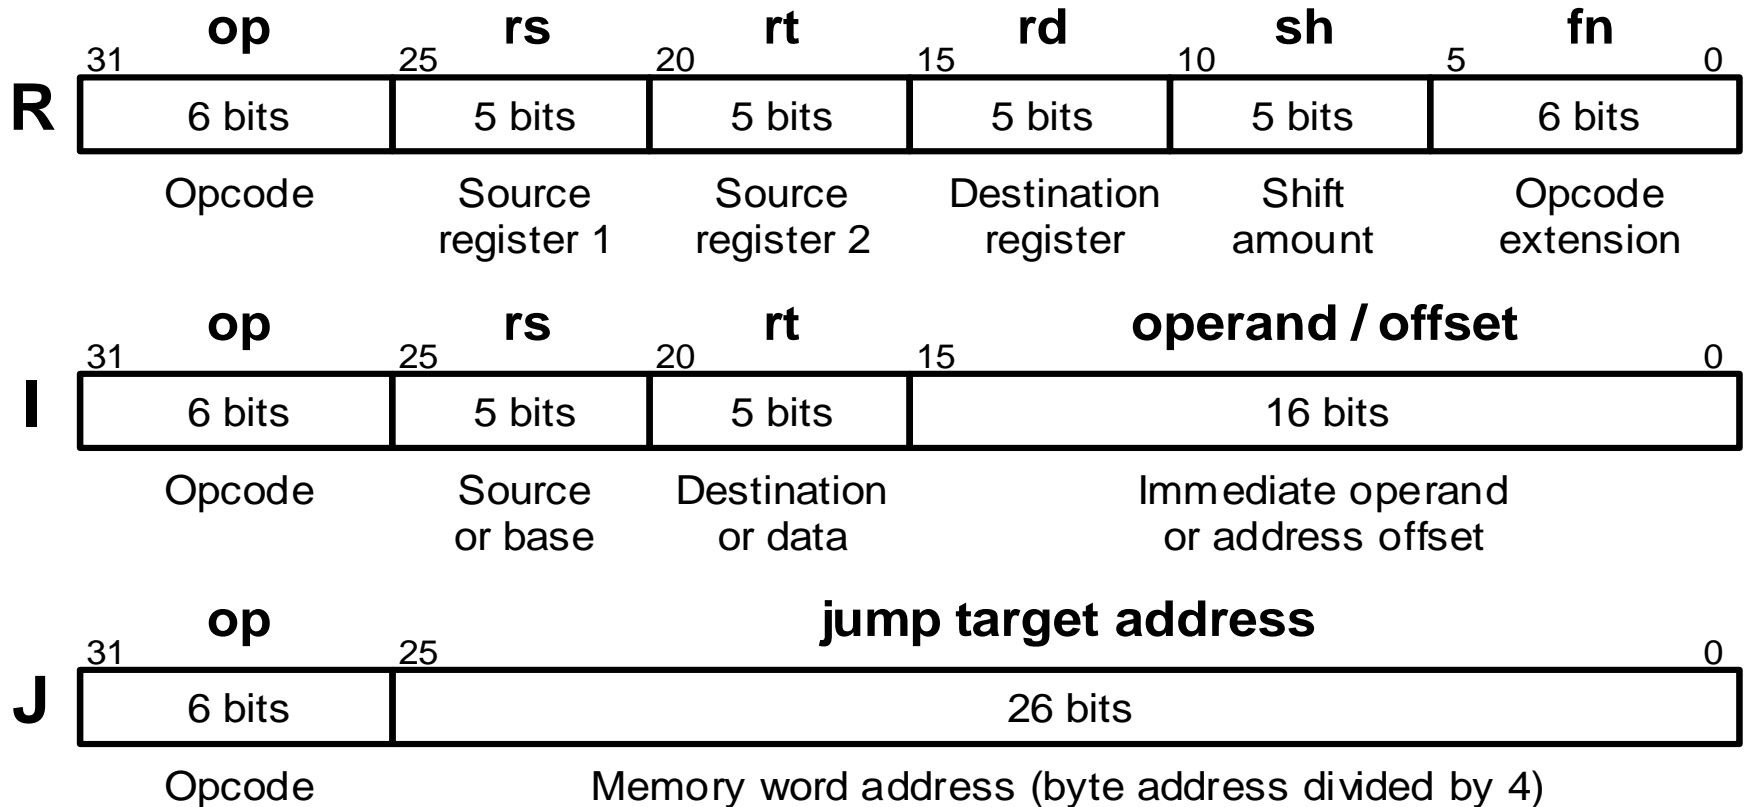 op rs rt rd sh fn
31 25 20 15 10 5 0
R 6 bits 5 bits 5 bits 5 bits 5 bits 6 bits
Opcode Source Source Destination Shift Opcode
register 1 register 2 register amount extension
op rs rt operand / offset
31 25 20 15 0
I 6 bits 5 bits 5 bits 16 bits
Opcode Source Destination Immediate operand
or base or data or address offset
op jump target address
31 25 0
J 6 bits 26 bits
Opcode Memory word address (byte address divided by 4)